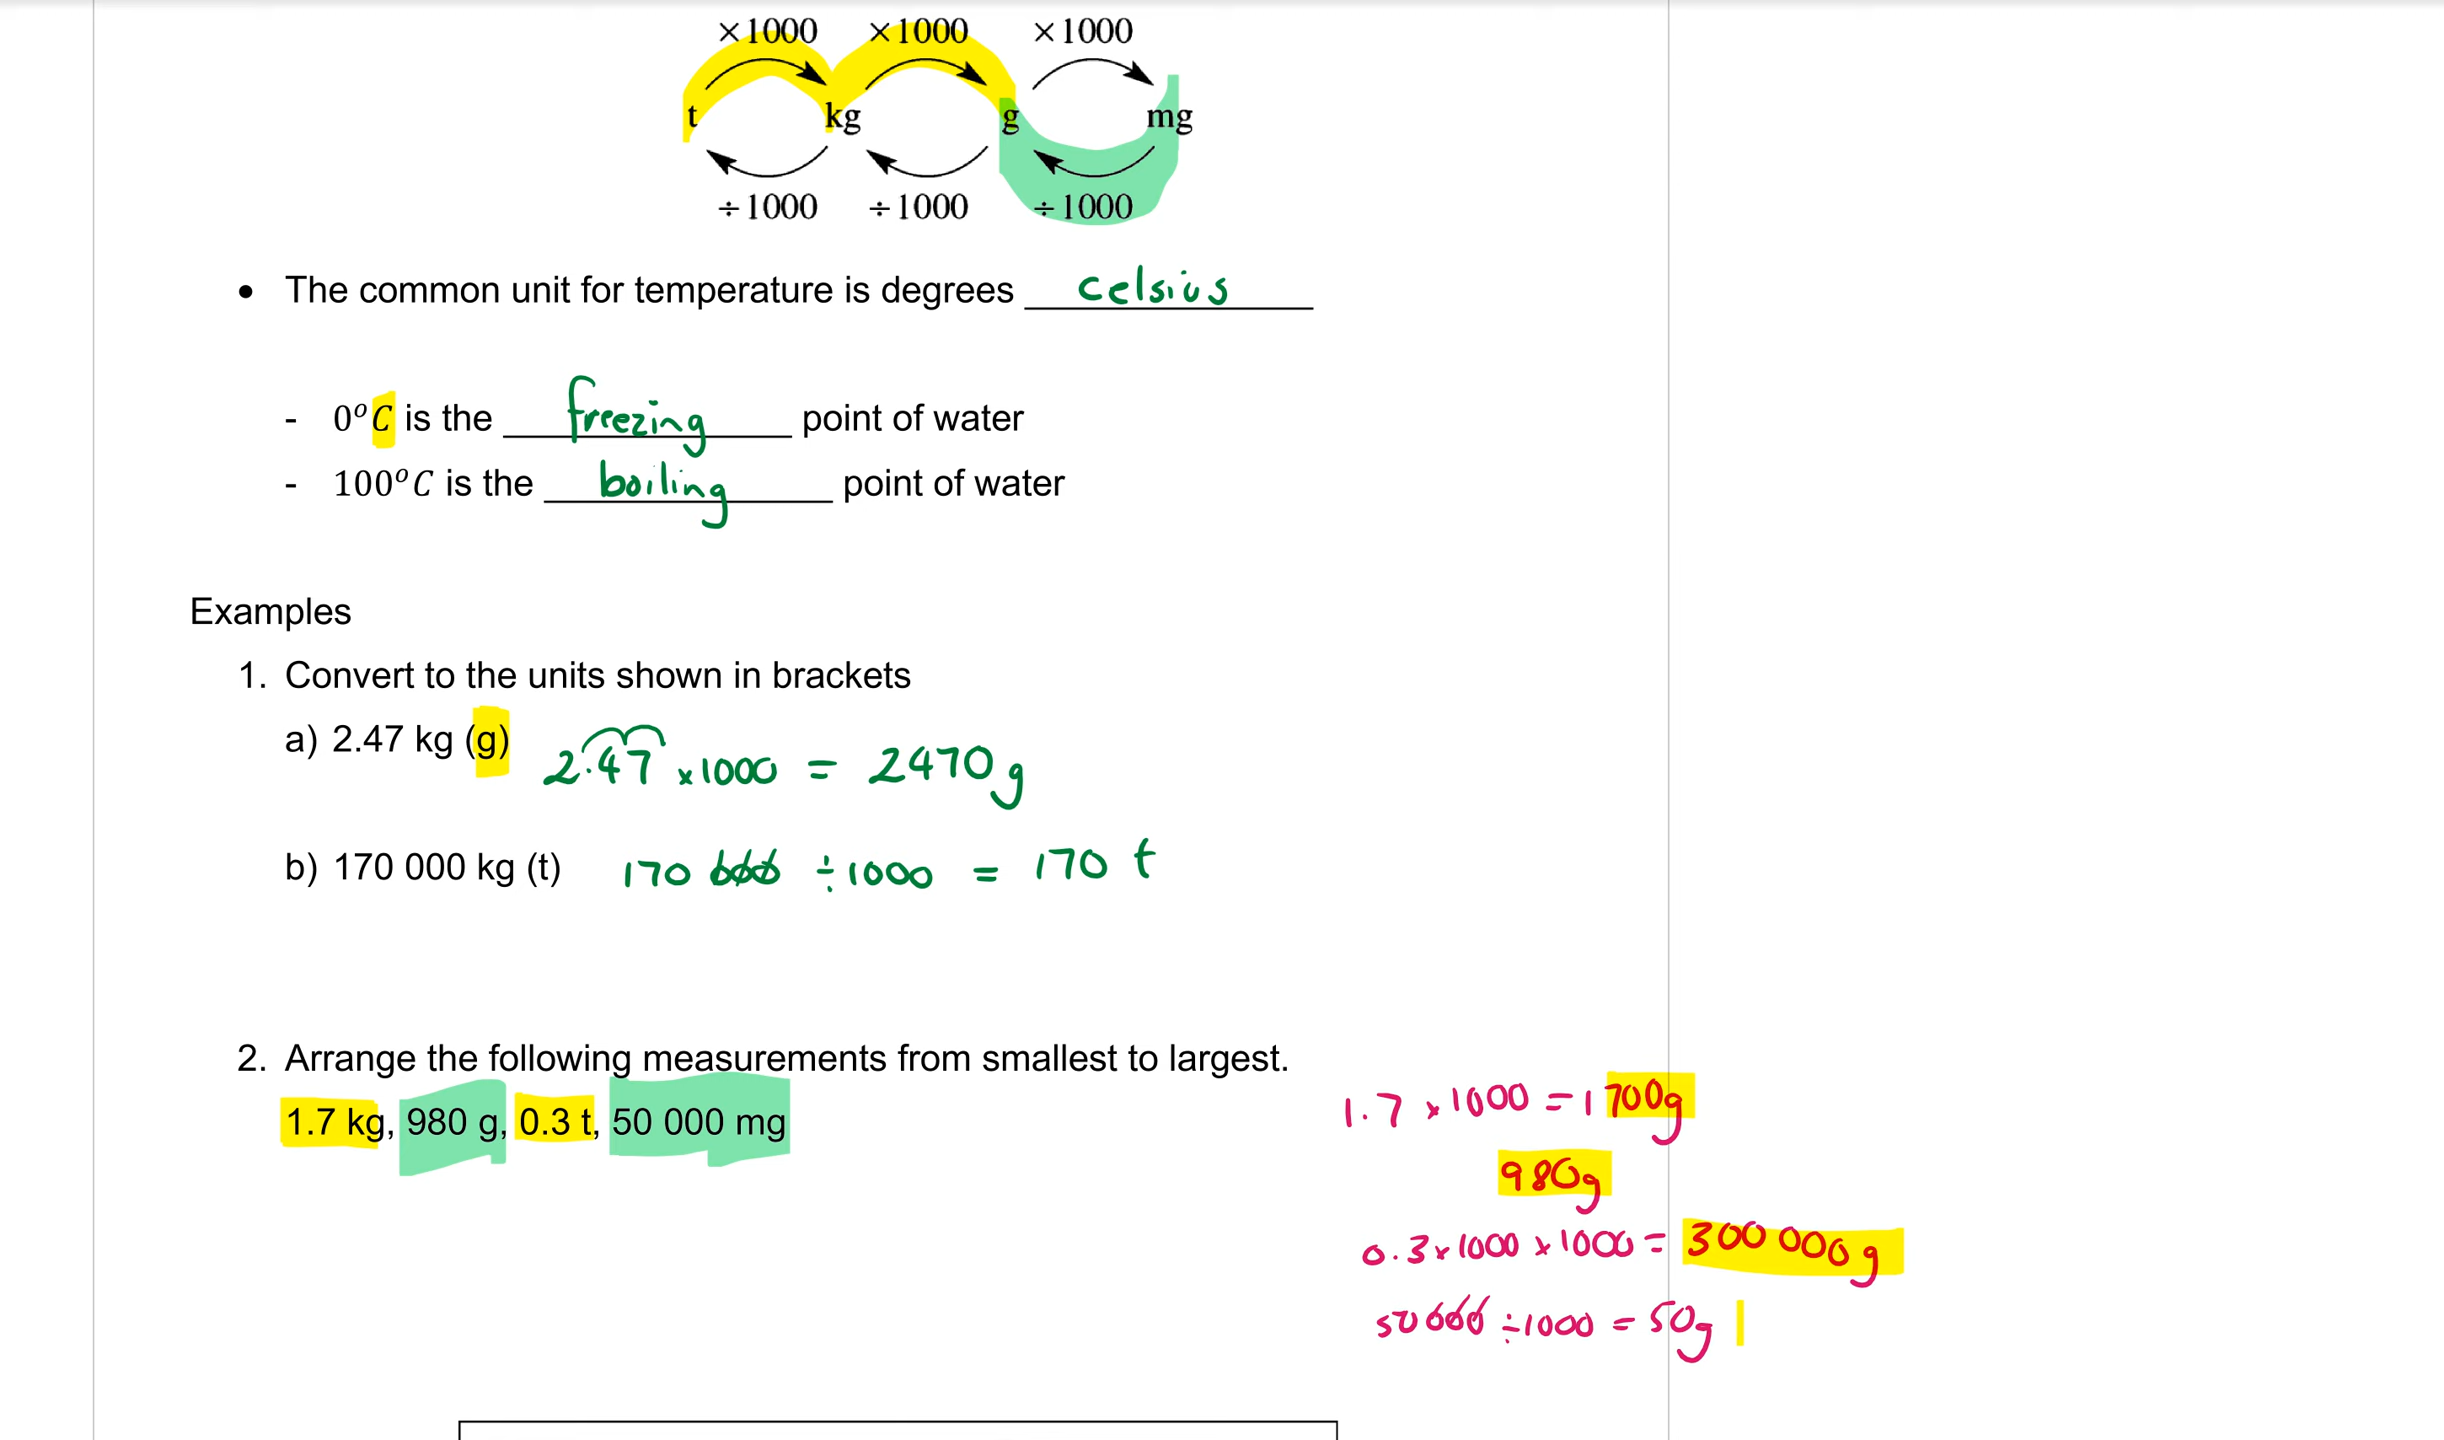 ×1000 ×1000 ×1000
t kg g mg
÷1000 ÷1000 ÷1000
• The common unit for temperature is degrees celsius
- 0°C is the freezing point of water
- 100°C is the boiling point of water
Examples
1. Convert to the units shown in brackets
a) 2.47 kg (g) 2.47 ×1000 = 2470g
b) 170 000 kg (t) 170 000 ÷1000 = 170 t
2. Arrange the following measurements from smallest to largest.
1.7 kg, 980 g, 0.3 t, 50 000 mg
1.7 ×1000 = 1700g
980g
0.3×1000 ×1000 = 300 000g
50 000 ÷1000 = 50g